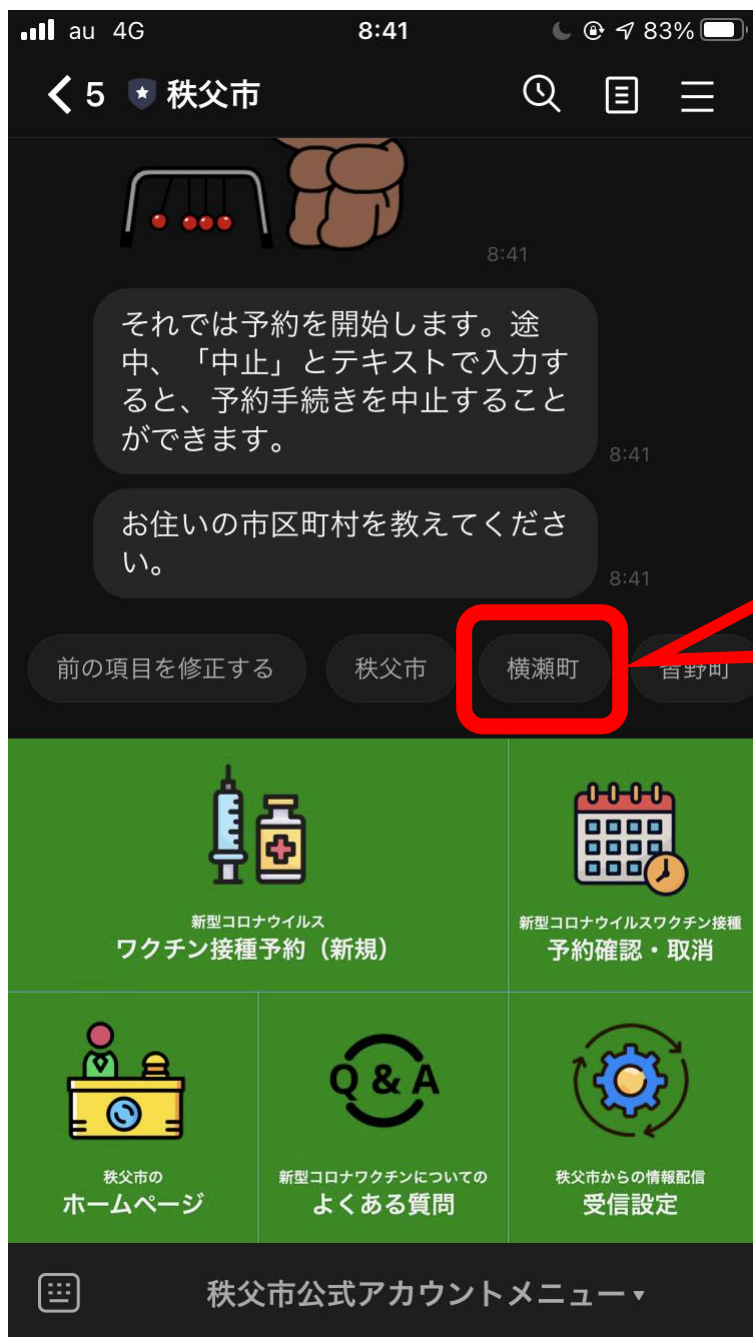 au 4G 8:41 83%
5 秩父市
8:41
それでは予約を開始します。途
中、「中止」とテキストで入力す
ると、予約手続きを中止すること
ができます。
8:41
お住いの市区町村を教えてくださ
い。
8:41
前の項目を修正する 秩父市 横瀬町 皆野町
新型コロナウイルス
ワクチン接種予約（新規）
新型コロナウイルスワクチン接種
予約確認・取消
Q & A
秩父市の
ホームページ
新型コロナワクチンについての
よくある質問
秩父市からの情報配信
受信設定
秩父市公式アカウントメニュー▾